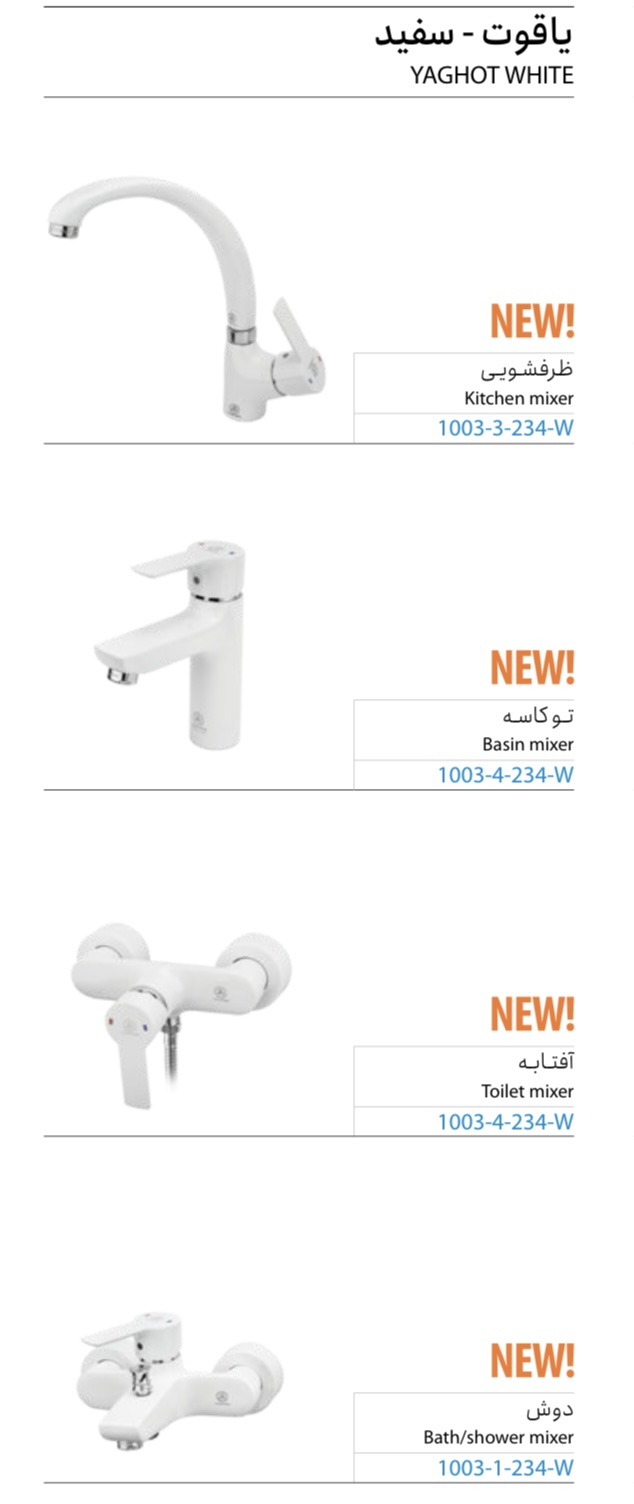 یاقوت - سفید
YAGHOT WHITE
NEW!
ظرفشویی
Kitchen mixer
1003-3-234-W
NEW!
توکاسه
Basin mixer
1003-4-234-W
NEW!
آفتابه
Toilet mixer
1003-4-234-W
NEW!
دوش
Bath/shower mixer
1003-1-234-W